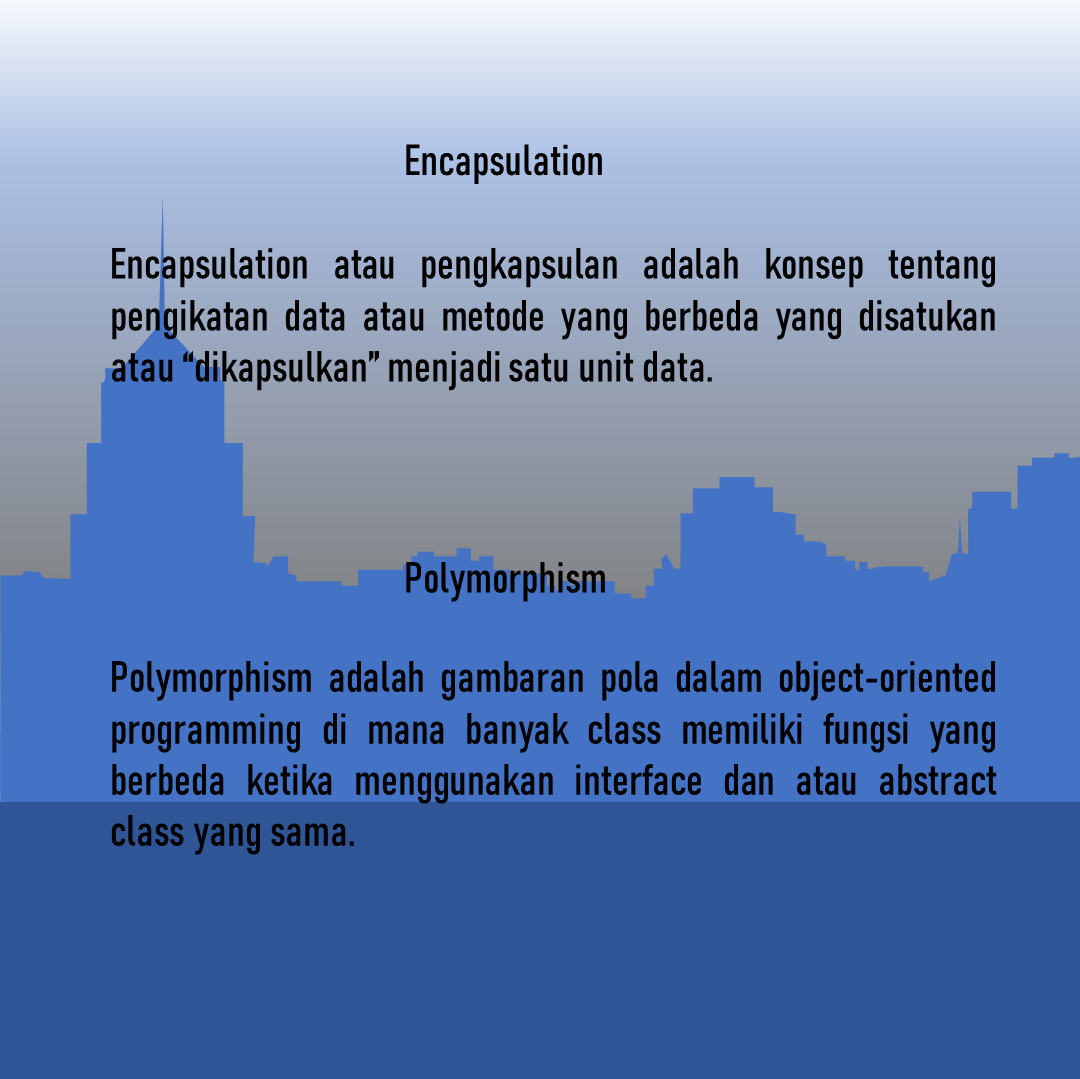 Encapsulation
Encapsulation atau pengkapsulan adalah konsep tentang
pengikatan data atau metode yang berbeda yang disatukan
atau “dikapsulkan” menjadi satu unit data.
Polymorphism
Polymorphism adalah gambaran pola dalam object-oriented
programming di mana banyak class memiliki fungsi yang
berbeda ketika menggunakan interface dan atau abstract
class yang sama.